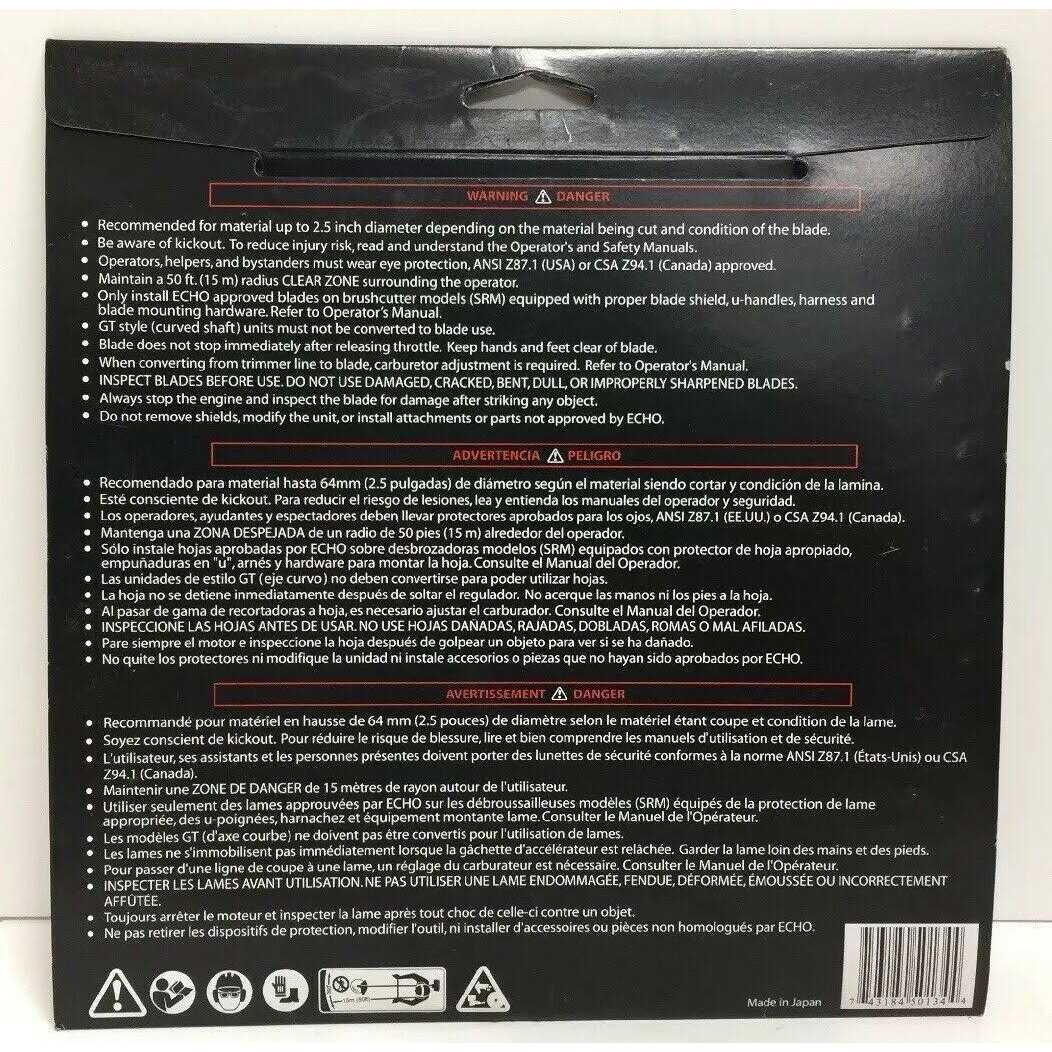 WARNING ⚠ DANGER
• Recommended for material up to 2.5 inch diameter depending on the material being cut and condition of the blade.
• Be aware of kickout. To reduce injury risk, read and understand the Operator's and Safety Manuals.
• Operators, helpers, and bystanders must wear eye protection, ANSI Z87.1 (USA) or CSA Z94.1 (Canada) approved.
• Maintain a 50 ft. (15 m) radius CLEAR ZONE surrounding the operator.
• Only install ECHO approved blades on brushcutter models (SRM) equipped with proper blade shield, u-handles, harness and
blade mounting hardware. Refer to Operator's Manual.
• GT style (curved shaft) units must not be converted to blade use.
• Blade does not stop immediately after releasing throttle. Keep hands and feet clear of blade.
• When converting from trimmer line to blade, carburetor adjustment is required. Refer to Operator's Manual.
• INSPECT BLADES BEFORE USE. DO NOT USE DAMAGED, CRACKED, BENT, DULL, OR IMPROPERLY SHARPENED BLADES.
• Always stop the engine and inspect the blade for damage after striking any object.
• Do not remove shields, modify the unit, or install attachments or parts not approved by ECHO.
ADVERTENCIA ⚠ PELIGRO
• Recomendado para material hasta 64mm (2.5 pulgadas) de diámetro según el material siendo cortar y condición de la lamina.
• Esté consciente de kickout. Para reducir el riesgo de lesiones, lea y entienda los manuales del operador y seguridad.
• Los operadores, ayudantes y espectadores deben llevar protectores aprobados para los ojos, ANSI Z87.1 (EE.UU.) o CSA Z94.1 (Canada).
• Mantenga una ZONA DESPEJADA de un radio de 50 pies (15 m) alrededor del operador.
• Sólo instale hojas aprobadas por ECHO sobre desbrozadoras modelos (SRM) equipados con protector de hoja apropiado,
empuñaduras en "u", arnés y hardware para montar la hoja. Consulte el Manual del Operador.
• Las unidades de estilo GT (eje curvo) no deben convertirse para poder utilizar hojas.
• La hoja no se detiene inmediatamente después de soltar el regulador. No acerque las manos ni los pies a la hoja.
• Al pasar de gama de recortadoras a hoja, es necesario ajustar el carburador. Consulte el Manual del Operador.
• INSPECCIONE LAS HOJAS ANTES DE USAR. NO USE HOJAS DAÑADAS, RAJADAS, DOBLADAS, ROMAS O MAL AFILADAS.
• Pare siempre el motor e inspeccione la hoja después de golpear un objeto para ver si se ha dañado.
• No quite los protectores ni modifique la unidad ni instale accesorios o piezas que no hayan sido aprobados por ECHO.
AVERTISSEMENT ⚠ DANGER
• Recommandé pour matériel en hausse de 64 mm (2.5 pouces) de diamètre selon le matériel étant coupe et condition de la lame.
• Soyez conscient de kickout. Pour réduire le risque de blessure, lire et bien comprendre les manuels d'utilisation et de sécurité.
• L'utilisateur, ses assistants et les personnes présentes doivent porter des lunettes de sécurité conformes à la norme ANSI Z87.1 (États-Unis) ou CSA
Z94.1 (Canada).
• Maintenir une ZONE DE DANGER de 15 mètres de rayon autour de l'utilisateur.
• Utiliser seulement des lames approuvées par ECHO sur les débroussailleuses modèles (SRM) équipés de la protection de lame
appropriée, des u-poignées, harnachez et équipement montante lame. Consulter le Manuel de l'Opérateur.
• Les modèles GT (d'axe courbe) ne doivent pas être convertis pour l'utilisation de lames.
• Les lames ne s'immobilisent pas immédiatement lorsque la gâchette d'accélérateur est relâchée. Garder la lame loin des mains et des pieds.
• Pour passer d'une ligne de coupe à une lame, un réglage du carburateur est nécessaire. Consulter le Manuel de l'Opérateur.
• INSPECTER LES LAMES AVANT UTILISATION. NE PAS UTILISER UNE LAME ENDOMMAGÉE, FENDUE, DÉFORMÉE, ÉMOUSSÉE OU INCORRECTEMENT
AFFÛTÉE.
• Toujours arrêter le moteur et inspecter la lame après tout choc de celle-ci contre un objet.
• Ne pas retirer les dispositifs de protection, modifier l'outil, ni installer d'accessoires ou pièces non homologués par ECHO.
15m (50ft)
Made in Japan
7 43184 50134 4